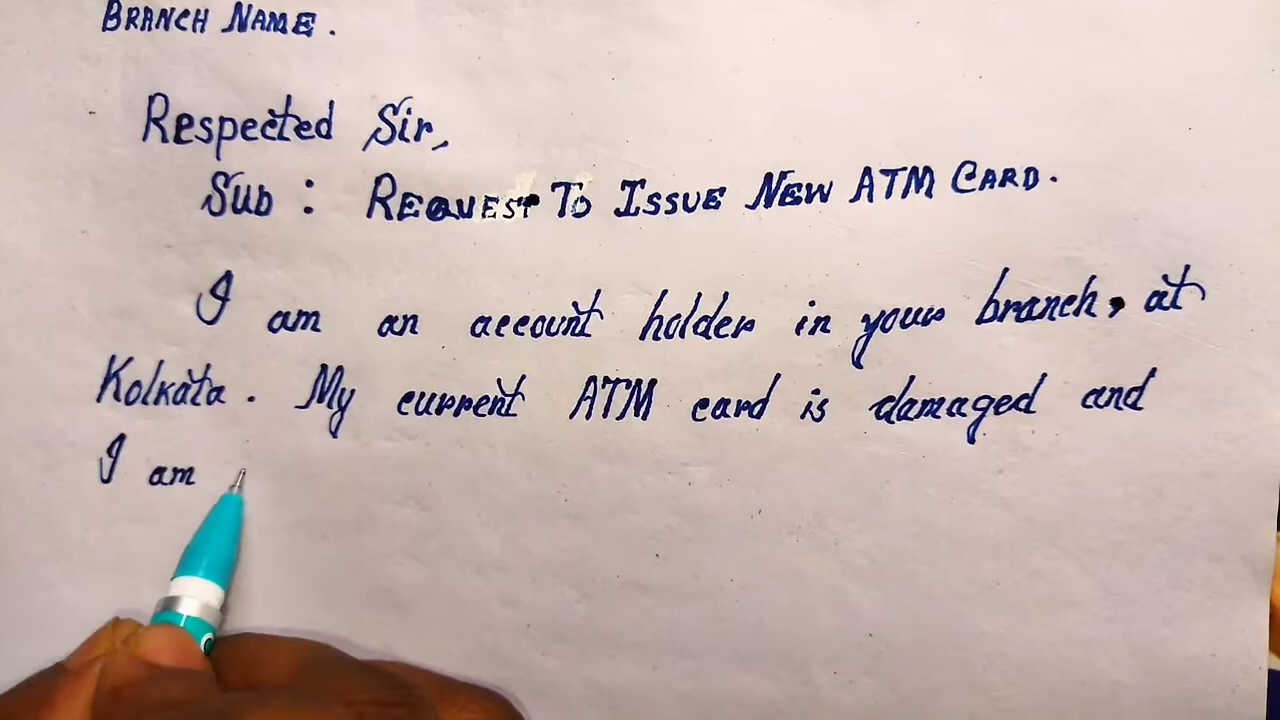 BRANCH NAME.
Respected Sir,
SUB : REQUEST TO ISSUE NEW ATM CARD.
I am an account holder in your branch, at
Kolkata. My current ATM card is damaged and
I am